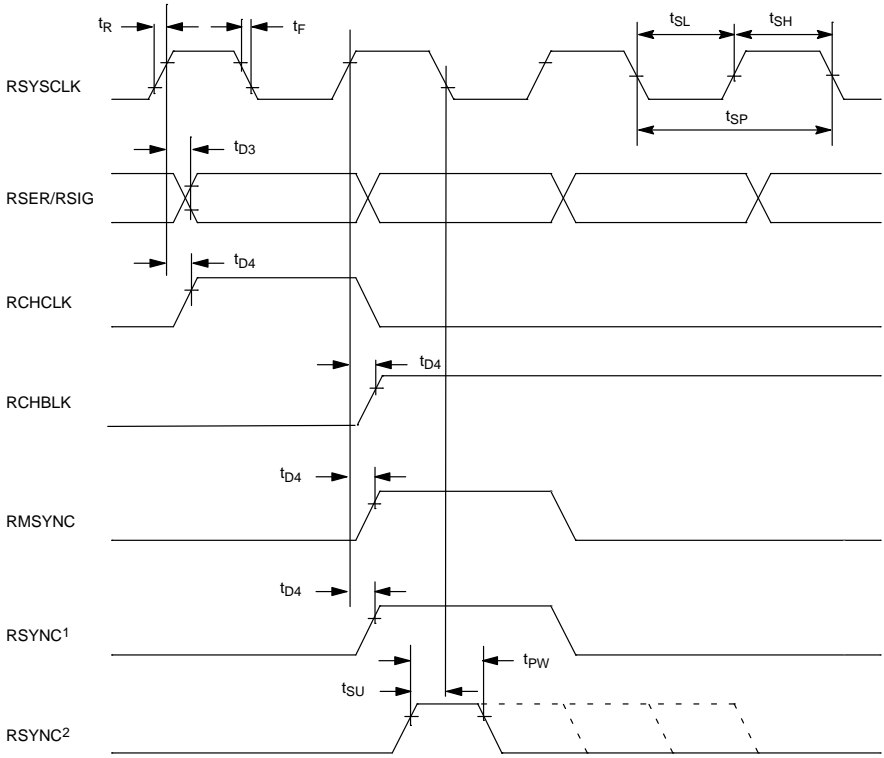 tR tF tSL tSH
RSYSCLK
tSP
tD3
RSER/RSIG
tD4
RCHCLK
tD4
RCHBLK
tD4
RMSYNC
tD4
RSYNC1
tPW
tSU
RSYNC2